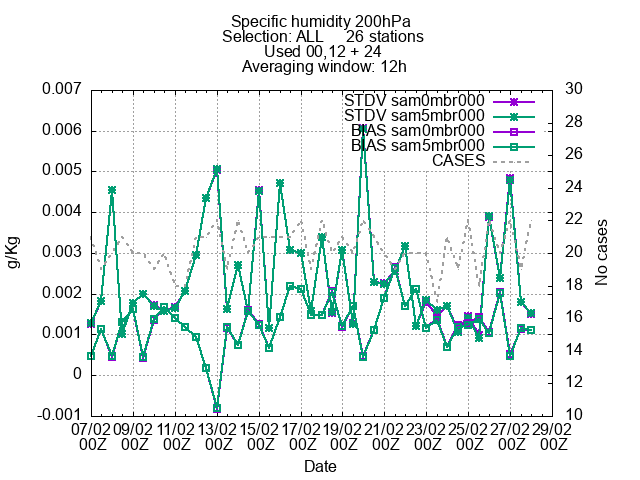 Specific humidity 200hPa
Selection: ALL     26 stations
Used 00,12 + 24
Averaging window: 12h
STDV sam0mbr000
STDV sam5mbr000
BIAS sam0mbr000
BIAS sam5mbr000
CASES
g/Kg
0.007
0.006
0.005
0.004
0.003
0.002
0.001
0
-0.001
30
28
26
24
22
20
18
16
14
12
10
No cases
07/02 09/02 11/02 13/02 15/02 17/02 19/02 21/02 23/02 25/02 27/02 29/02
00Z 00Z 00Z 00Z 00Z 00Z 00Z 00Z 00Z 00Z 00Z 00Z
Date